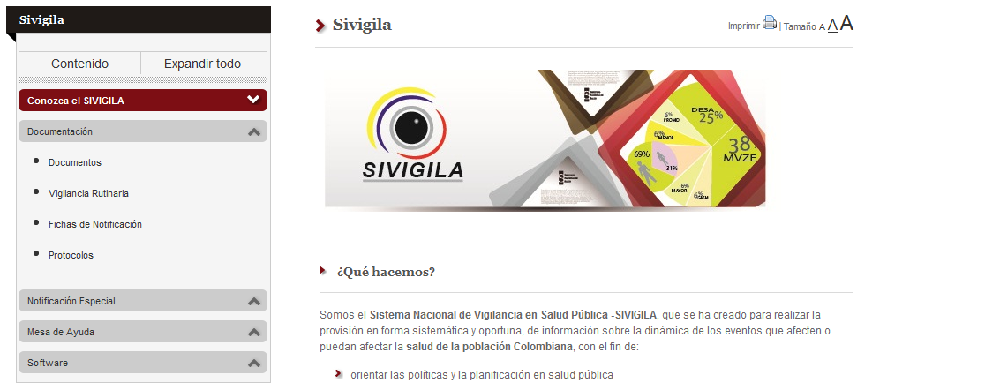 Sivigila
Contenido
Expandir todo
Conozca el SIVIGILA
Documentación
Documentos
Vigilancia Rutinaria
Fichas de Notificación
Protocolos
Notificación Especial
Mesa de Ayuda
Software
Sivigila
Imprimir | Tamaño A A A
SIVIGILA
DESA
25%
6%
PROMO
6%
MENOR
38%
MVZE
69%
31%
6%
MAYOR
6%
¿Qué hacemos?
Somos el Sistema Nacional de Vigilancia en Salud Pública -SIVIGILA, que se ha creado para realizar la
provisión en forma sistemática y oportuna, de información sobre la dinámica de los eventos que afecten o
puedan afectar la salud de la población Colombiana, con el fin de:
orientar las políticas y la planificación en salud pública